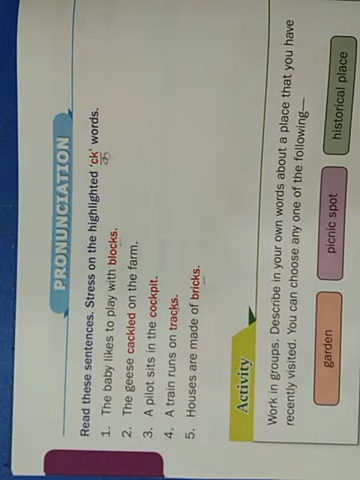 PRONUNCIATION
Read these sentences. Stress on the highlighted 'ck' words.
1. The baby likes to play with blocks.
2. The geese cackled on the farm.
3. A pilot sits in the cockpit.
4. A train runs on tracks.
5. Houses are made of bricks.
Activity
Work in groups. Describe in your own words about a place that you have
recently visited. You can choose any one of the following—
garden
picnic spot
historical place